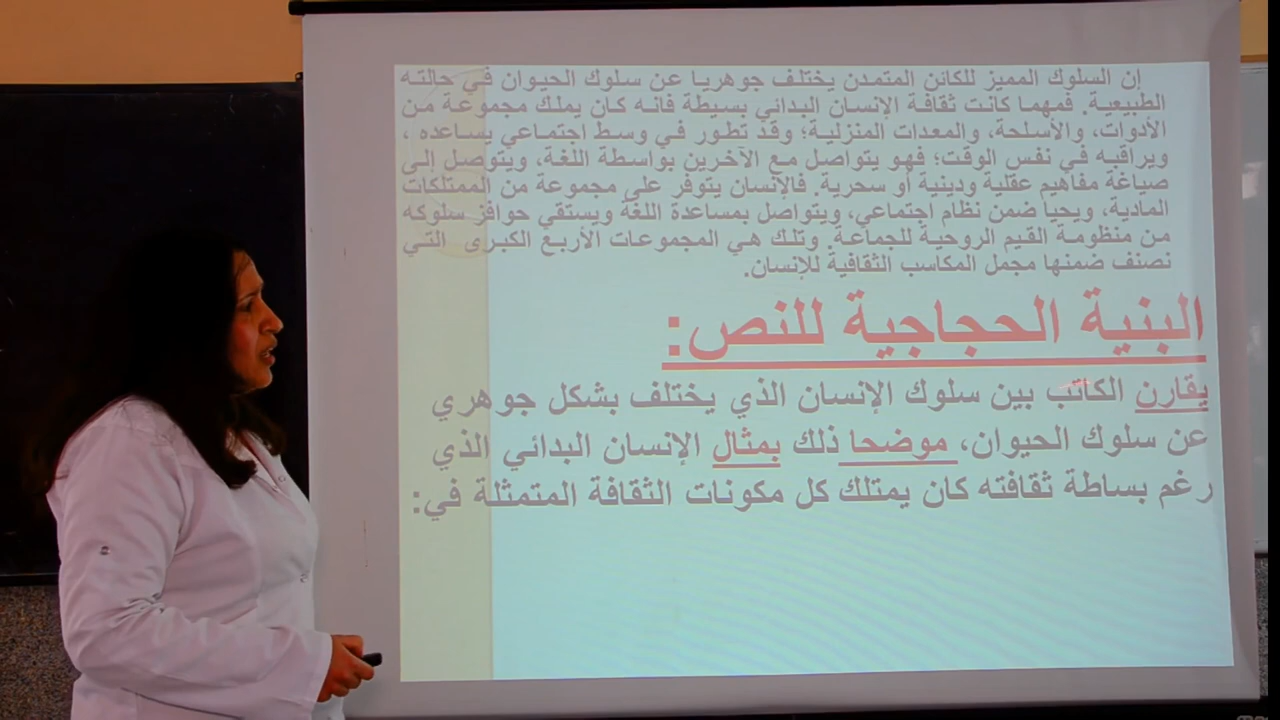 إن السلوك المميز للكائن المتمدن يختلف جوهريا عن سلوك الحيوان في حالته
الطبيعية. فمهما كانت ثقافة الإنسان البدائي بسيطة فانه كان يملك مجموعة من
الأدوات، والأسلحة، والمعدات المنزلية؛ وقد تطور في وسط اجتماعي يساعده ،
ويراقبه في نفس الوقت؛ فهو يتواصل مع الآخرين بواسطة اللغة، ويتوصل إلى
صياغة مفاهيم عقلية ودينية أو سحرية. فالإنسان يتوفر على مجموعة من الممتلكات
المادية، ويحيا ضمن نظام اجتماعي، ويتواصل بمساعدة اللغة ويستقي حوافز سلوكه
من منظومة القيم الروحية للجماعة. وتلك هي المجموعات الأربع الكبرى التي
نصنف ضمنها مجمل المكاسب الثقافية للإنسان.
البنية الحجاجية للنص:
يقارن الكاتب بين سلوك الإنسان الذي يختلف بشكل جوهري
عن سلوك الحيوان، موضحا ذلك بمثال الإنسان البدائي الذي
رغم بساطة ثقافته كان يمتلك كل مكونات الثقافة المتمثلة في: